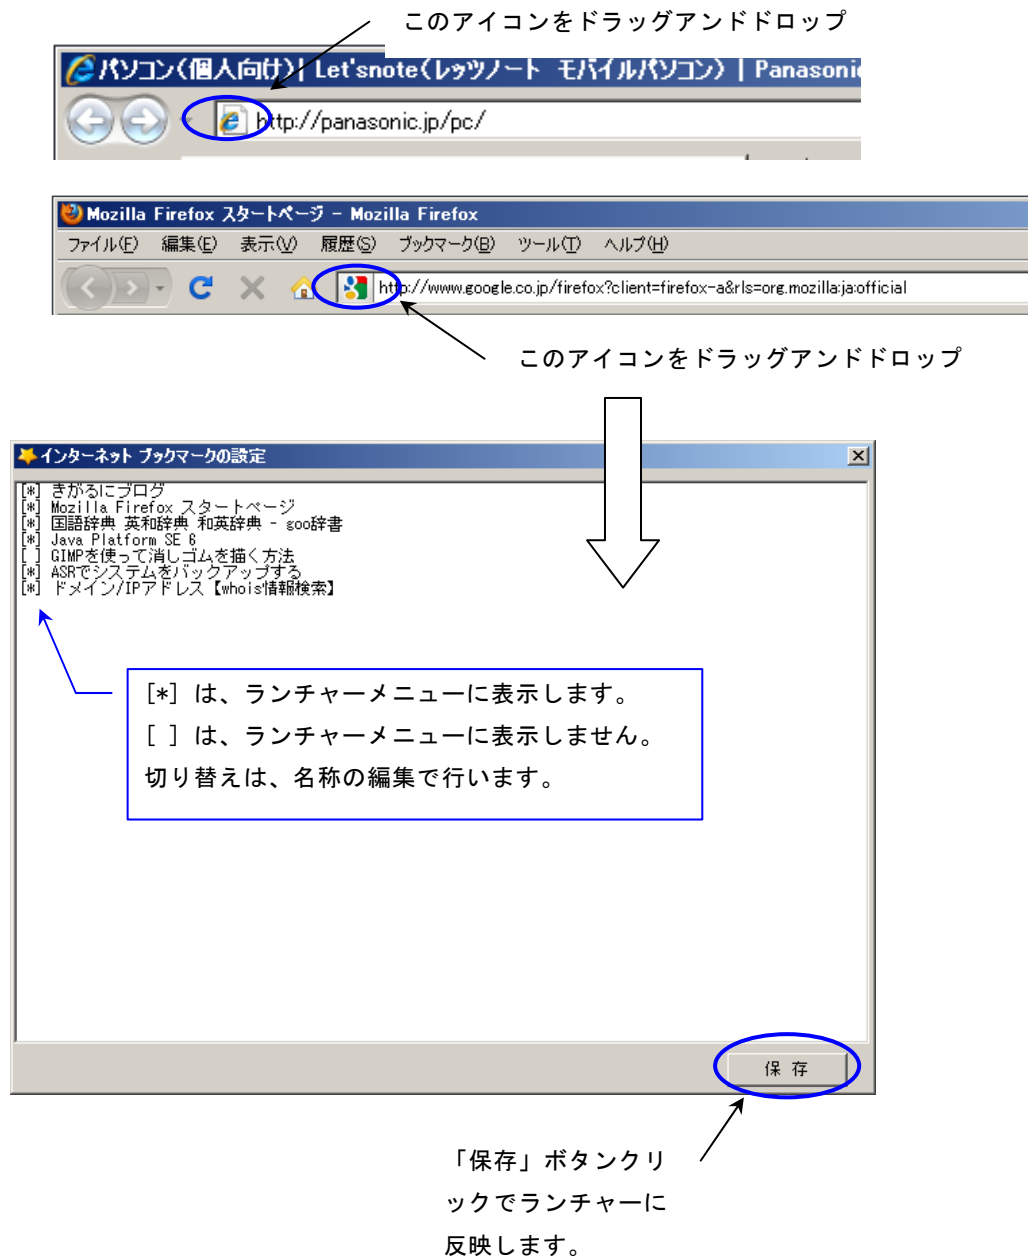 このアイコンをドラッグアンドドロップ
パソコン(個人向け)| Let'snote(レッツノート モバイルパソコン) | Panasonic
http://panasonic.jp/pc/
Mozilla Firefox スタートページ - Mozilla Firefox
ファイル(F) 編集(E) 表示(V) 履歴(S) ブックマーク(B) ツール(T) ヘルプ(H)
http://www.google.co.jp/firefox?client=firefox-a&rls=org.mozilla:ja:official
このアイコンをドラッグアンドドロップ
インターネット ブックマークの設定
[*] きがるにブログ
[*] Mozilla Firefox スタートページ
[*] 国語辞典 英和辞典 和英辞典 - goo辞書
[*] Java Platform SE 6
[ ] GIMPを使って消しゴムを描く方法
[*] ASRでシステムをバックアップする
[*] ドメイン/IPアドレス【whois情報検索】
[*] は、ランチャーメニューに表示します。
[ ] は、ランチャーメニューに表示しません。
切り替えは、名称の編集で行います。
保 存
「保存」ボタンクリ
ックでランチャーに
反映します。